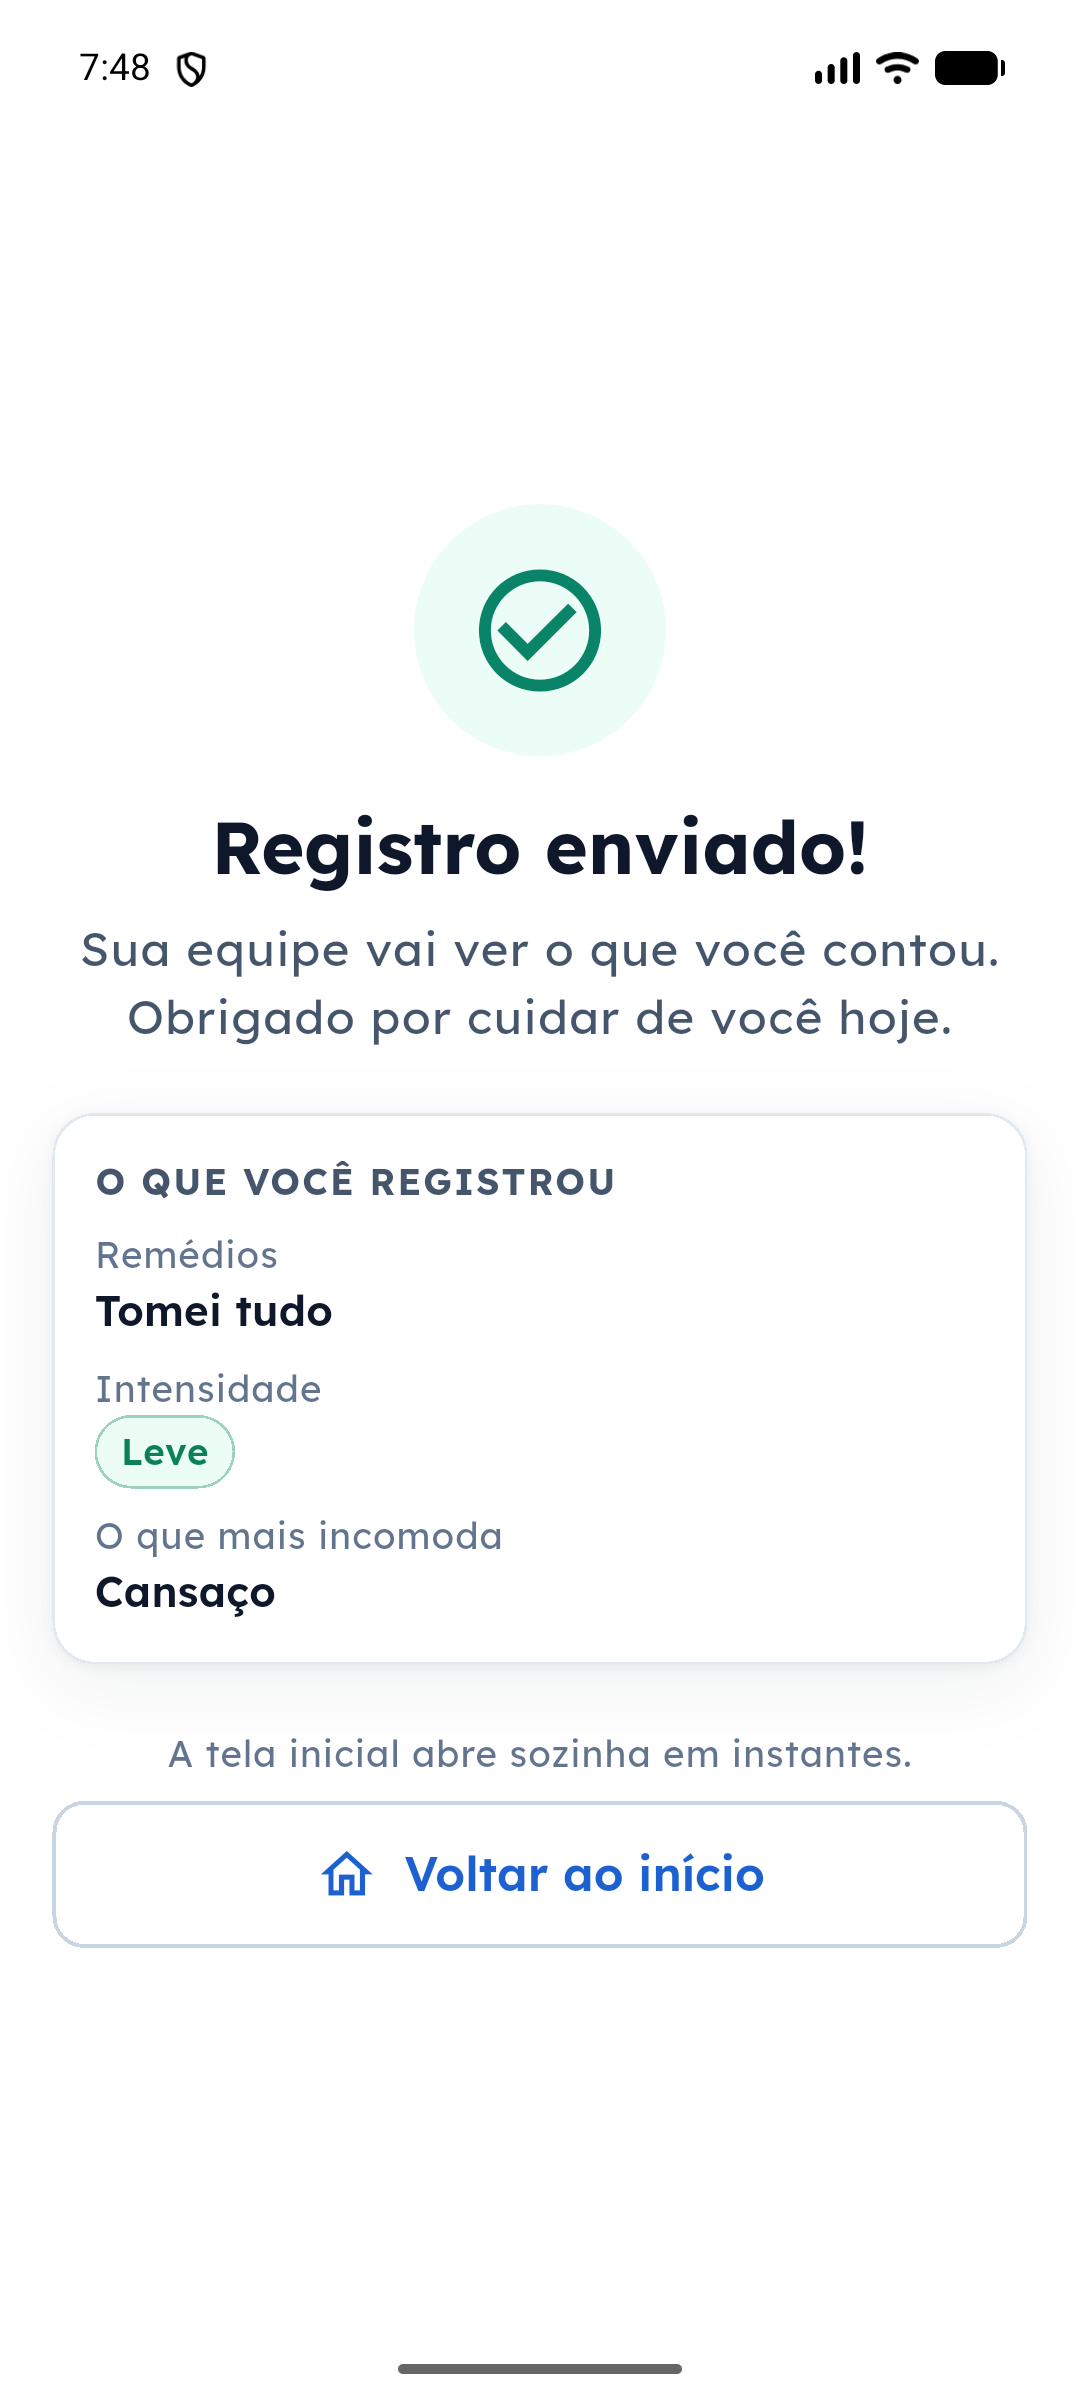 7:48
Registro enviado!
Sua equipe vai ver o que você contou.
Obrigado por cuidar de você hoje.
O QUE VOCÊ REGISTROU
Remédios
Tomei tudo
Intensidade
Leve
O que mais incomoda
Cansaço
A tela inicial abre sozinha em instantes.
Voltar ao início